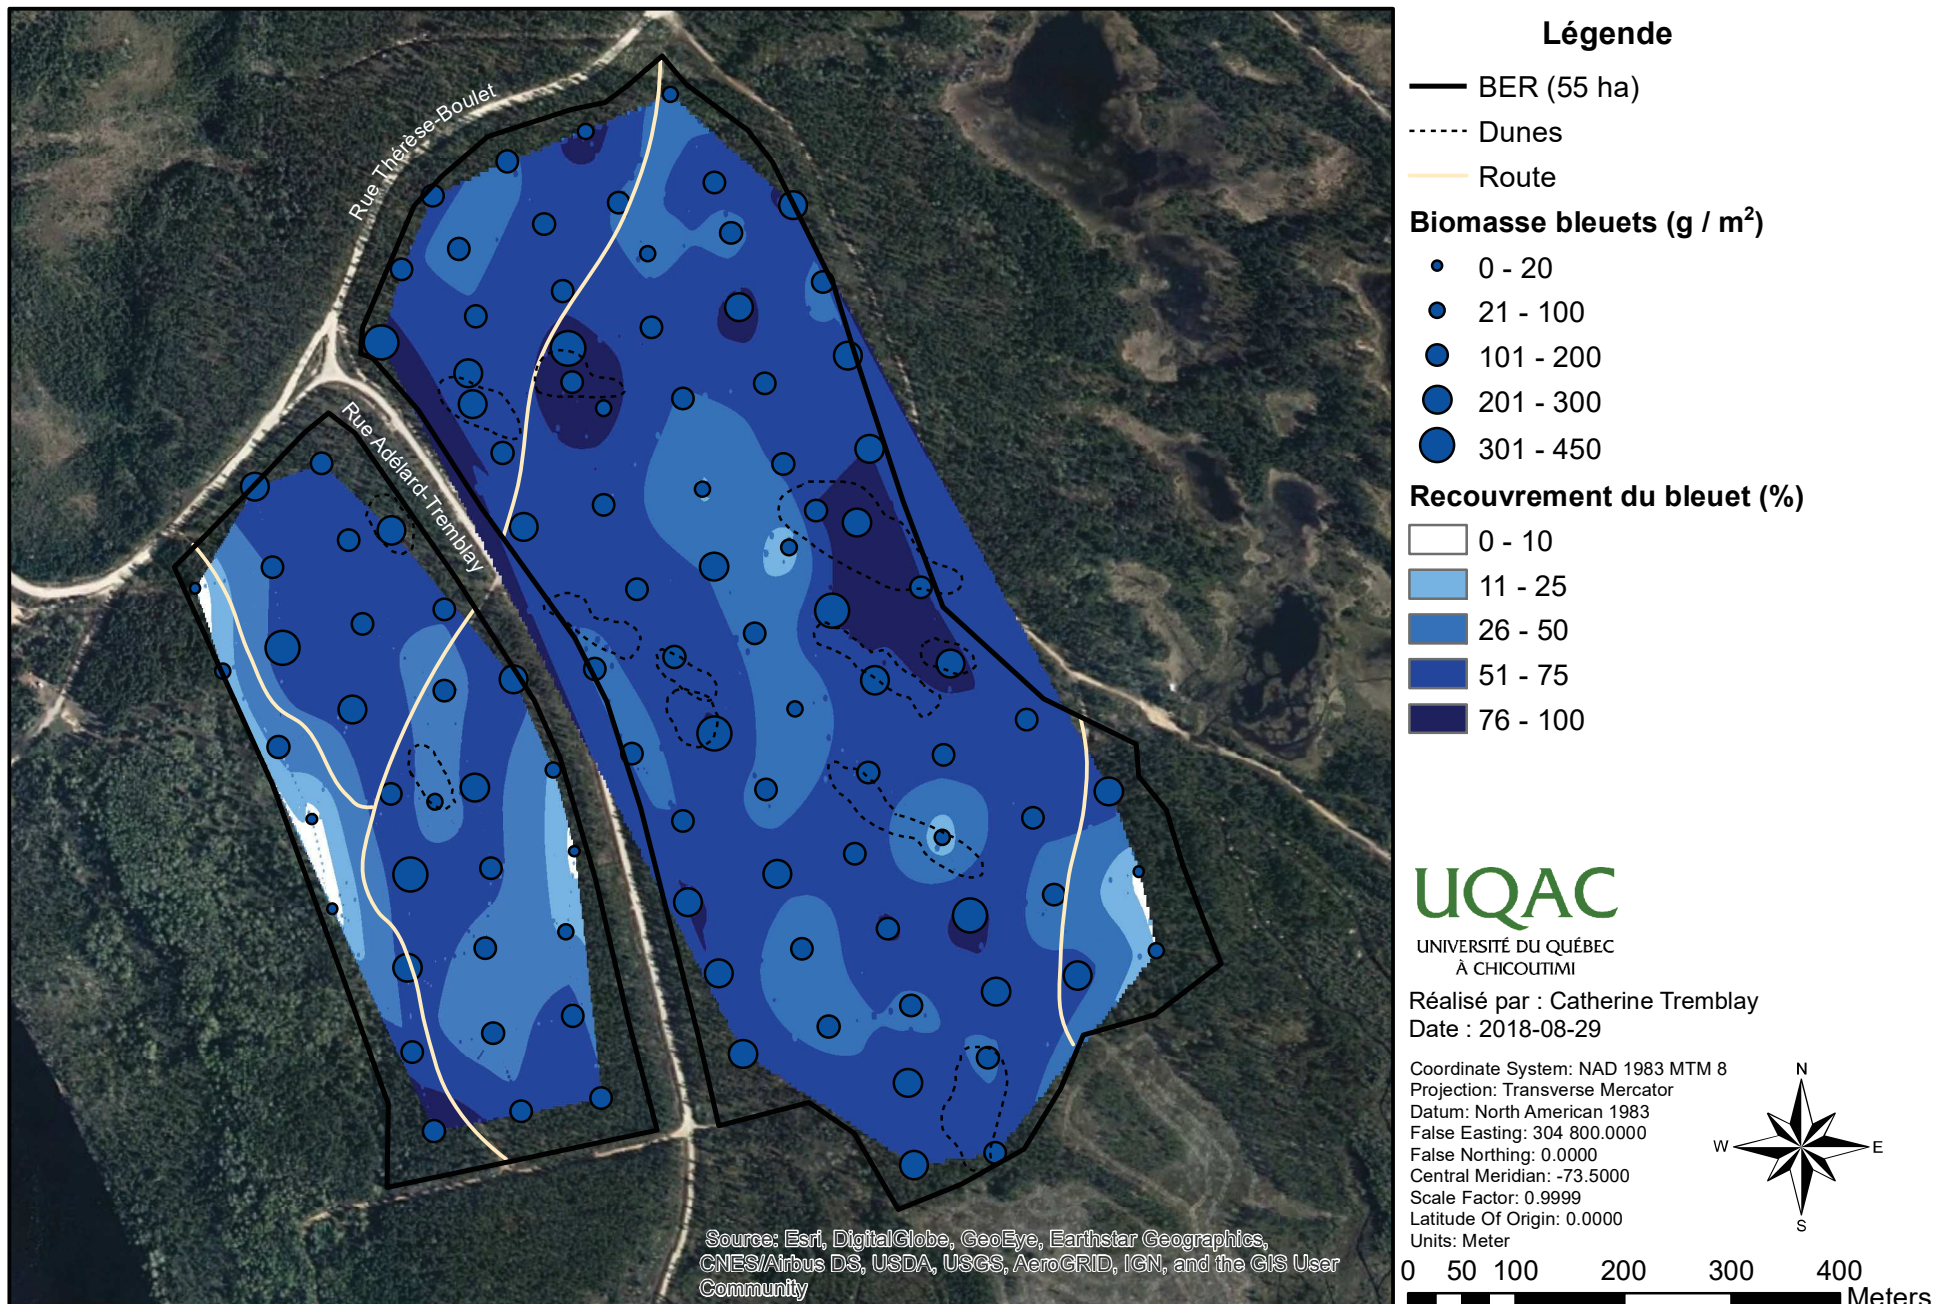 Rue Thérèse-Boulet
Rue Adélard-Tremblay
Source: Esri, DigitalGlobe, GeoEye, Earthstar Geographics,
CNES/Airbus DS, USDA, USGS, AeroGRID, IGN, and the GIS User
Community
Légende
BER (55 ha)
Dunes
Route
Biomasse bleuets (g / m²)
0 - 20
21 - 100
101 - 200
201 - 300
301 - 450
Recouvrement du bleuet (%)
0 - 10
11 - 25
26 - 50
51 - 75
76 - 100
UQAC
UNIVERSITÉ DU QUÉBEC
À CHICOUTIMI
Réalisé par : Catherine Tremblay
Date : 2018-08-29
Coordinate System: NAD 1983 MTM 8
Projection: Transverse Mercator
Datum: North American 1983
False Easting: 304 800.0000
False Northing: 0.0000
Central Meridian: -73.5000
Scale Factor: 0.9999
Latitude Of Origin: 0.0000
Units: Meter
N
W E
S
0 50 100 200 300 400
Meters